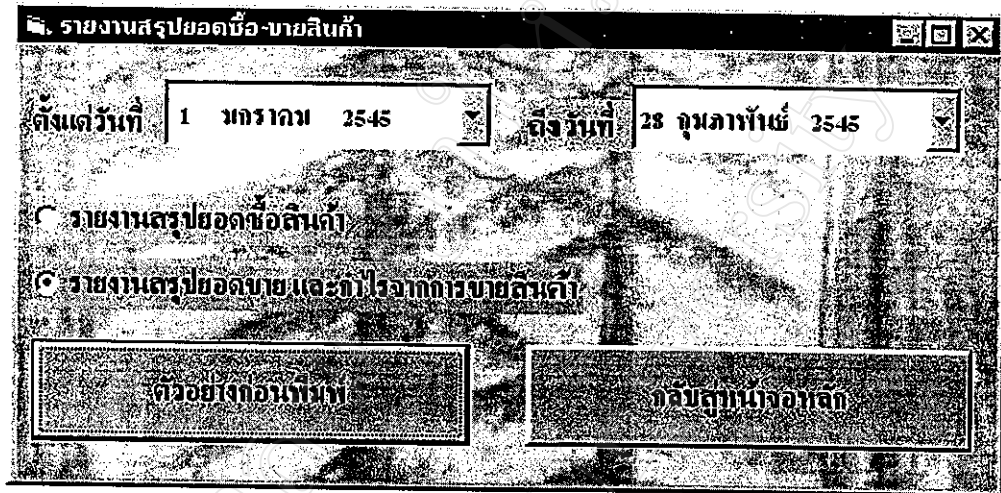 รายงานสรุปยอดซื้อ-ขายสินค้า
ตั้งแต่วันที่ 1 มกราคม 2545 ถึงวันที่ 28 กุมภาพันธ์ 2545
รายงานสรุปยอดซื้อสินค้า
รายงานสรุปยอดขายและกำไรจากการขายสินค้า
ตัวอย่างก่อนพิมพ์ กลับสู่หน้าจอหลัก